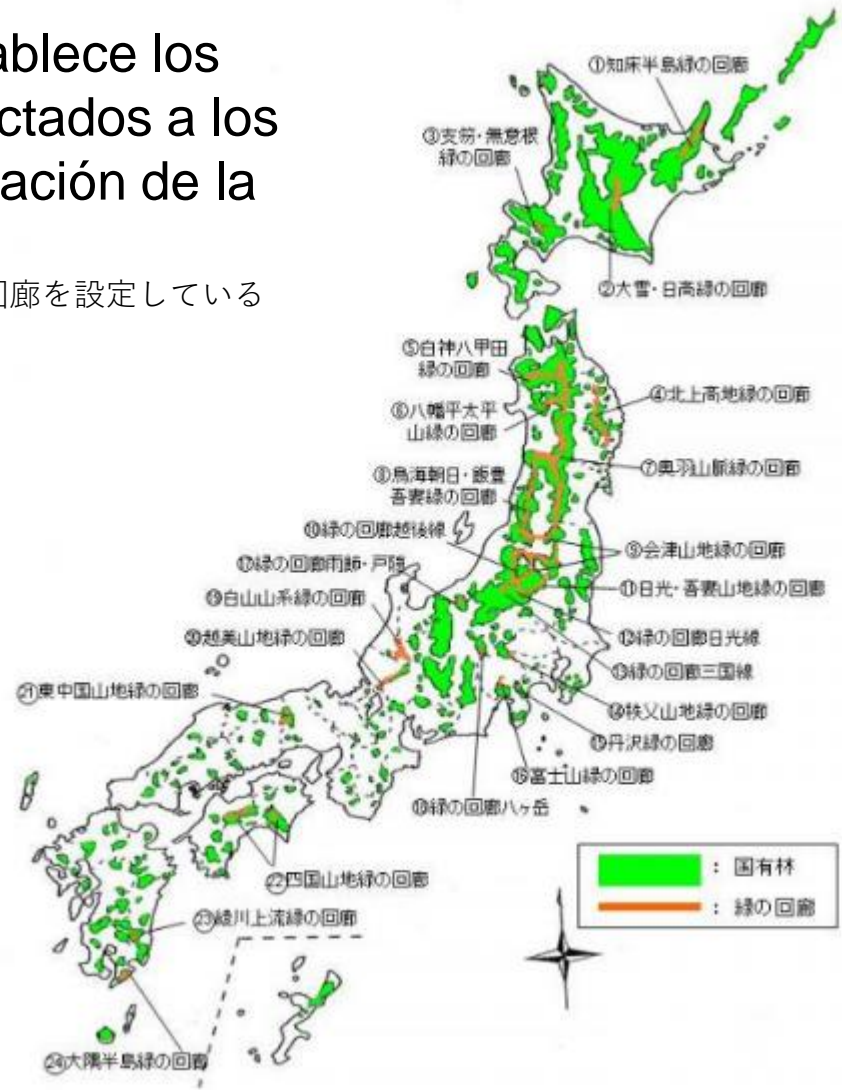 ablece los
ctados a los
ación de la
回廊を設定している
①知床半島緑の回廊
③支笏・無意根
緑の回廊
②大雪・日高緑の回廊
⑤白神八甲田
緑の回廊
④北上高地緑の回廊
⑥八幡平太平
山緑の回廊
⑦奥羽山脈緑の回廊
⑧鳥海朝日・飯豊
吾妻緑の回廊
⑩緑の回廊越後線
⑨会津山地緑の回廊
⑰緑の回廊雨飾・戸隠
⑪日光・吾妻山地緑の回廊
⑲白山山系緑の回廊
⑫緑の回廊日光線
⑳越美山地緑の回廊
⑬緑の回廊三国線
㉑東中国山地緑の回廊
⑭秩父山地緑の回廊
⑮丹沢緑の回廊
⑯富士山緑の回廊
⑱緑の回廊八ヶ岳
：国有林
：緑の回廊
㉒四国山地緑の回廊
㉓綾川上流緑の回廊
㉔大隅半島緑の回廊